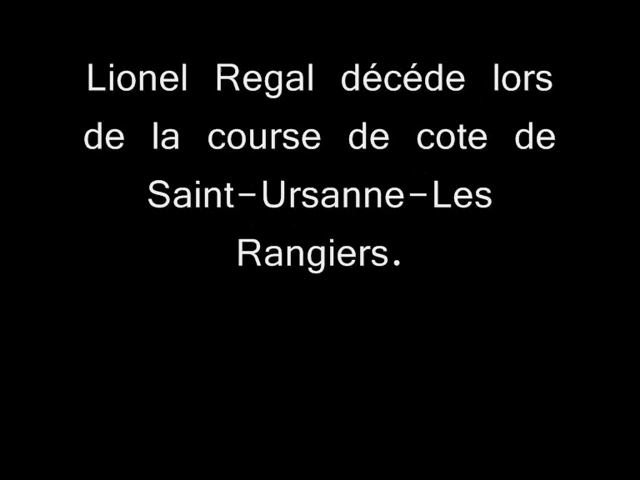 Lionel Regal décéde lors
de la course de cote de
Saint-Ursanne-Les
Rangiers.